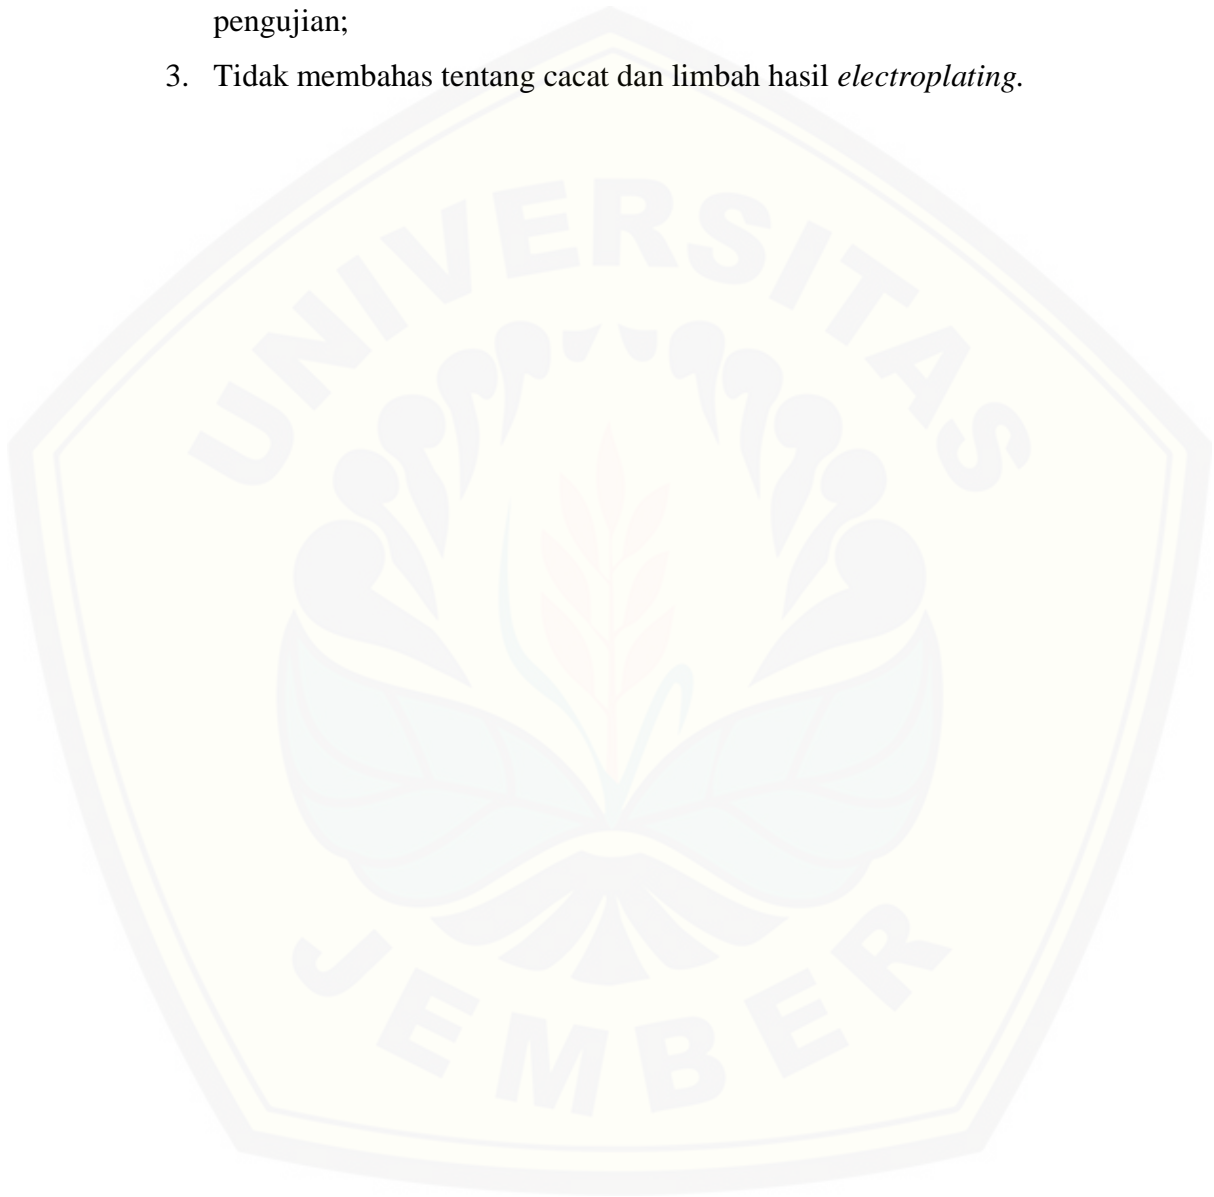 pengujian;
3. Tidak membahas tentang cacat dan limbah hasil electroplating.
UNIVERSITAS
JEMBER